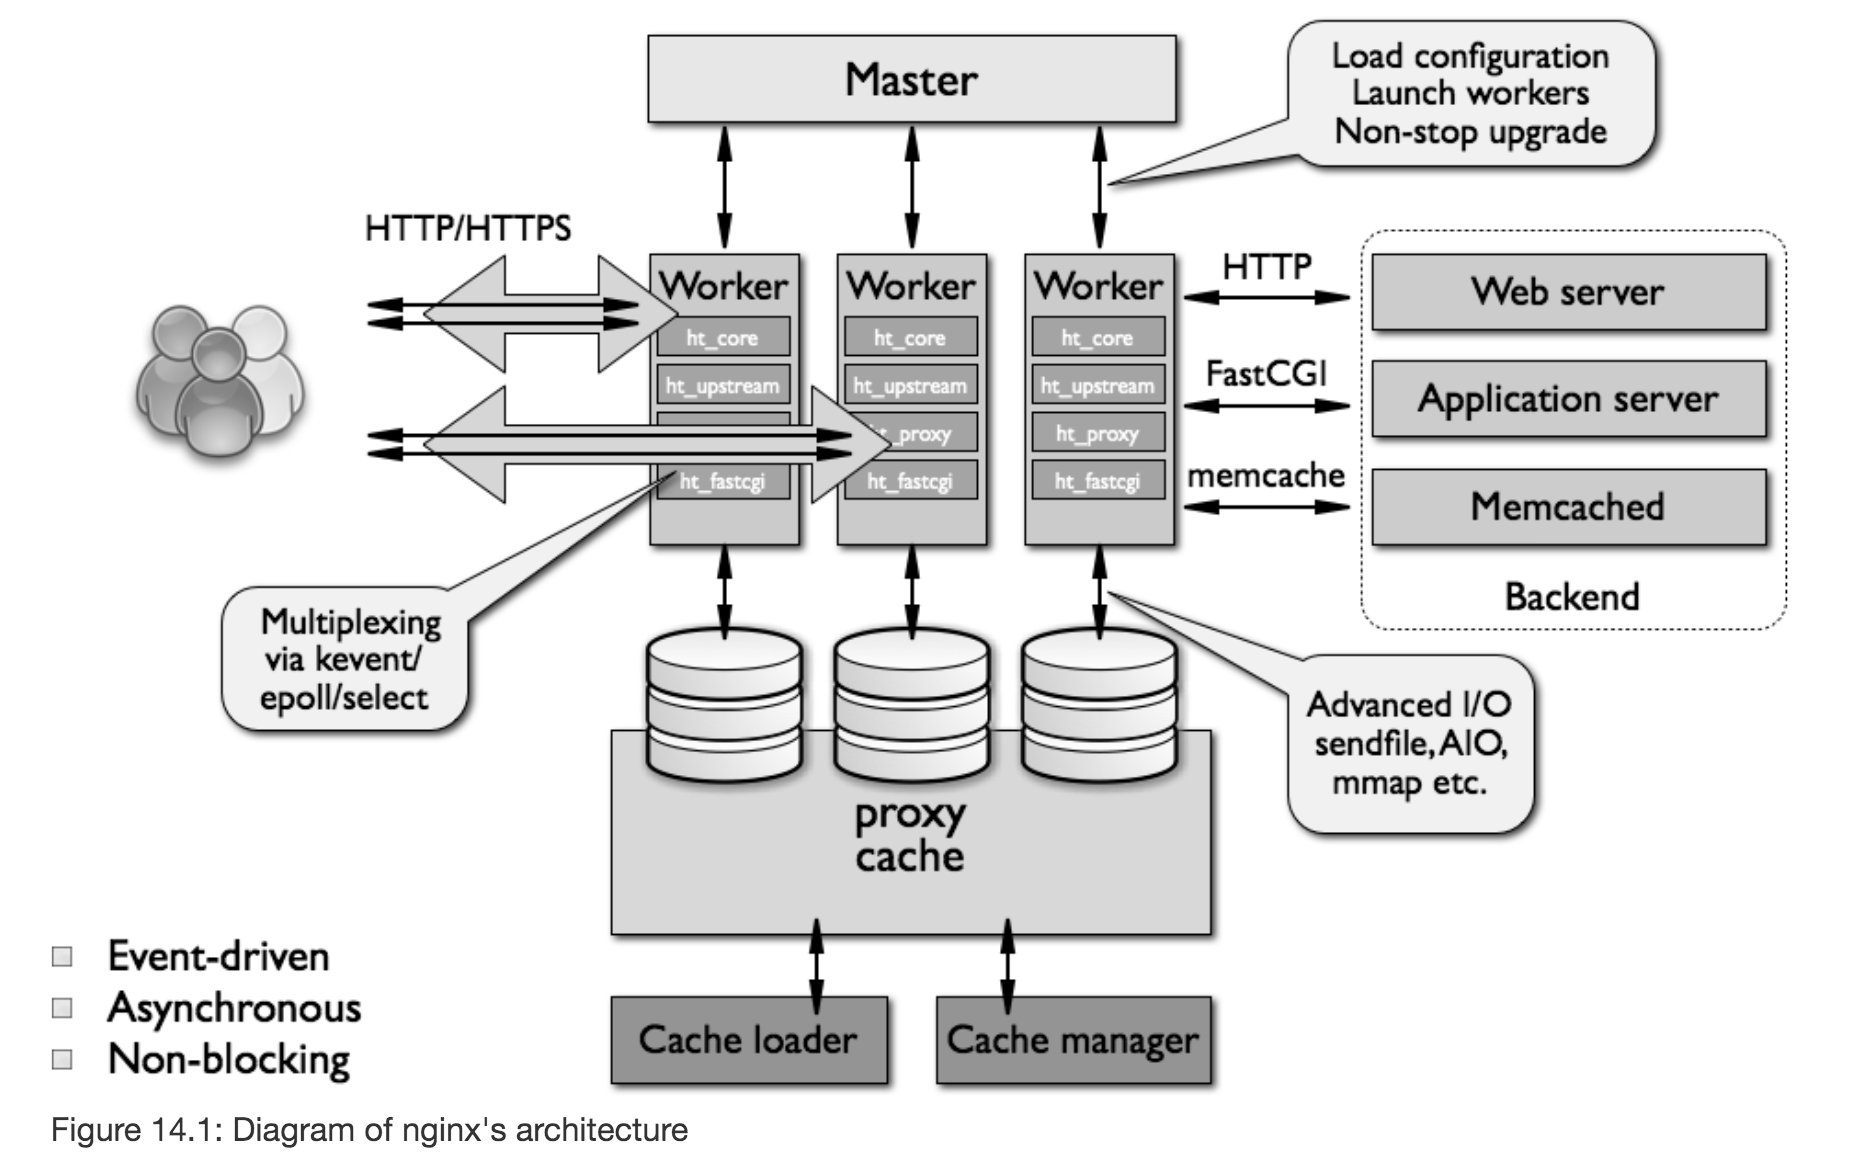 Master
Load configuration
Launch workers
Non-stop upgrade
HTTP/HTTPS
Worker
ht_core
ht_upstream
ht_fastcgi
Worker
ht_core
ht_upstream
ht_proxy
ht_fastcgi
Worker
ht_core
ht_upstream
ht_proxy
ht_fastcgi
HTTP
FastCGI
memcache
Web server
Application server
Memcached
Backend
Multiplexing
via kevent/
epoll/select
Advanced I/O
sendfile, AIO,
mmap etc.
proxy
cache
Cache loader
Cache manager
Event-driven
Asynchronous
Non-blocking
Figure 14.1: Diagram of nginx's architecture